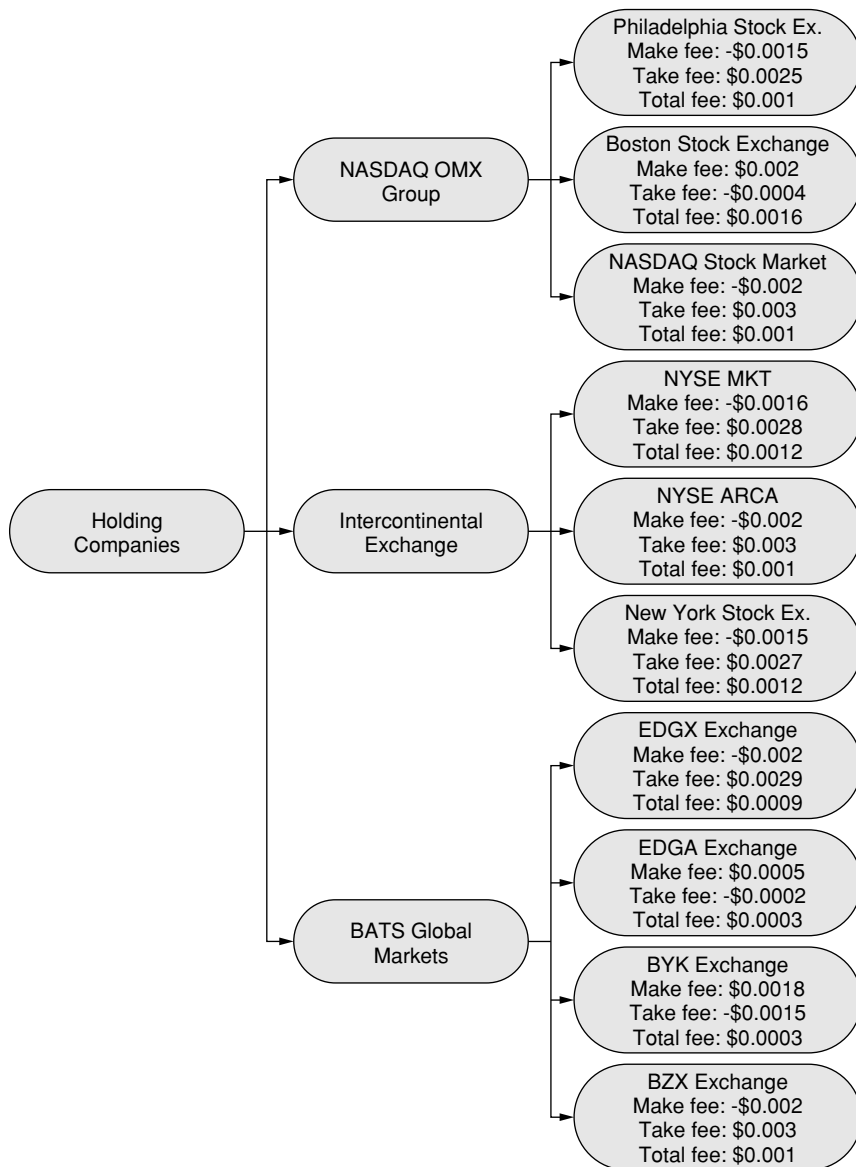 Philadelphia Stock Ex.
Make fee: -$0.0015
Take fee: $0.0025
Total fee: $0.001
NASDAQ OMX
Group
Boston Stock Exchange
Make fee: $0.002
Take fee: -$0.0004
Total fee: $0.0016
NASDAQ Stock Market
Make fee: -$0.002
Take fee: $0.003
Total fee: $0.001
NYSE MKT
Make fee: -$0.0016
Take fee: $0.0028
Total fee: $0.0012
Holding
Companies
Intercontinental
Exchange
NYSE ARCA
Make fee: -$0.002
Take fee: $0.003
Total fee: $0.001
New York Stock Ex.
Make fee: -$0.0015
Take fee: $0.0027
Total fee: $0.0012
EDGX Exchange
Make fee: -$0.002
Take fee: $0.0029
Total fee: $0.0009
EDGA Exchange
Make fee: $0.0005
Take fee: -$0.0002
Total fee: $0.0003
BATS Global
Markets
BYK Exchange
Make fee: $0.0018
Take fee: -$0.0015
Total fee: $0.0003
BZX Exchange
Make fee: -$0.002
Take fee: $0.003
Total fee: $0.001